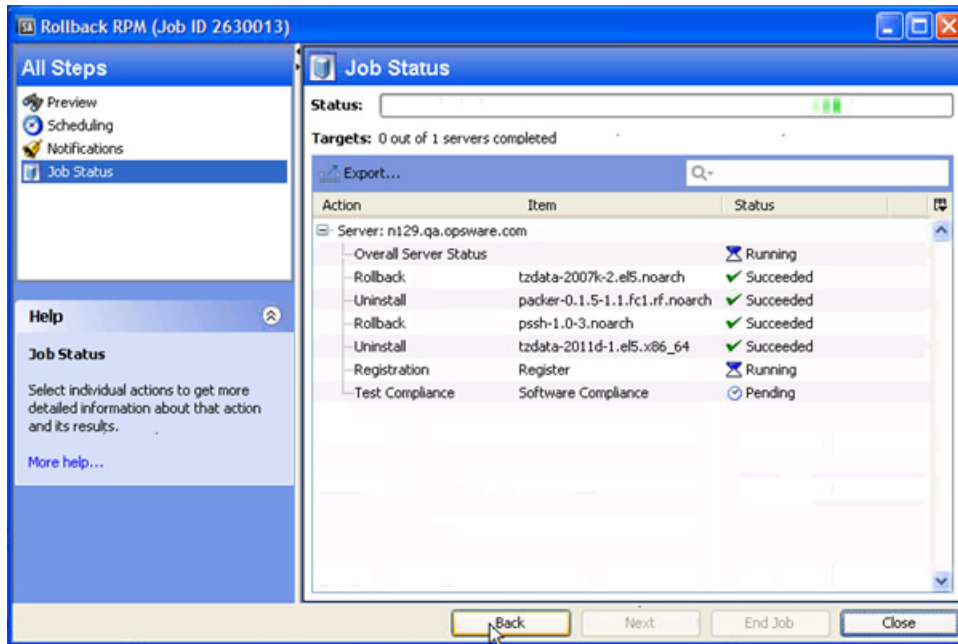 SA Rollback RPM (Job ID 2630013)
All Steps
Preview
Scheduling
Notifications
Job Status
Help
Job Status
Select individual actions to get more
detailed information about that action
and its results.
More help...
Job Status
Status:
Targets: 0 out of 1 servers completed
Export...
Action Item Status
Server: n129.qa.opsware.com
Overall Server Status Running
Rollback tzdata-2007k-2.el5.noarch Succeeded
Uninstall packer-0.1.5-1.1.fc1.rf.noarch Succeeded
Rollback pssh-1.0-3.noarch Succeeded
Uninstall tzdata-2011d-1.el5.x86_64 Succeeded
Registration Register Running
Test Compliance Software Compliance Pending
Back Next End Job Close